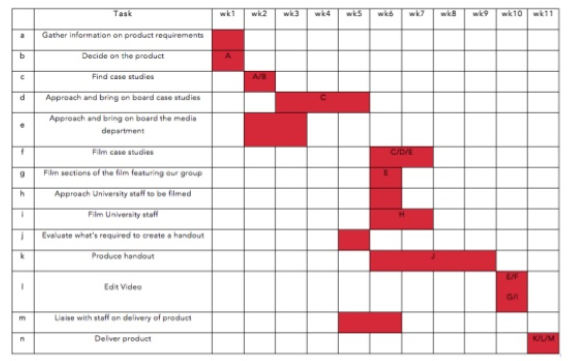 Task wk1 wk2 wk3 wk4 wk5 wk6 wk7 wk8 wk9 wk10 wk11
a Gather information on product requirements
b Decide on the product A
c Find case studies A/B
d Approach and bring on board case studies C
e Approach and bring on board the media
department
f Film case studies C/D/E
g Film sections of the film featuring our group E
h Approach University staff to be filmed
i Film University staff H
j Evaluate what's required to create a handout
k Produce handout J
l Edit Video E/F
G/I
m Liaise with staff on delivery of product
n Deliver product K/L/M